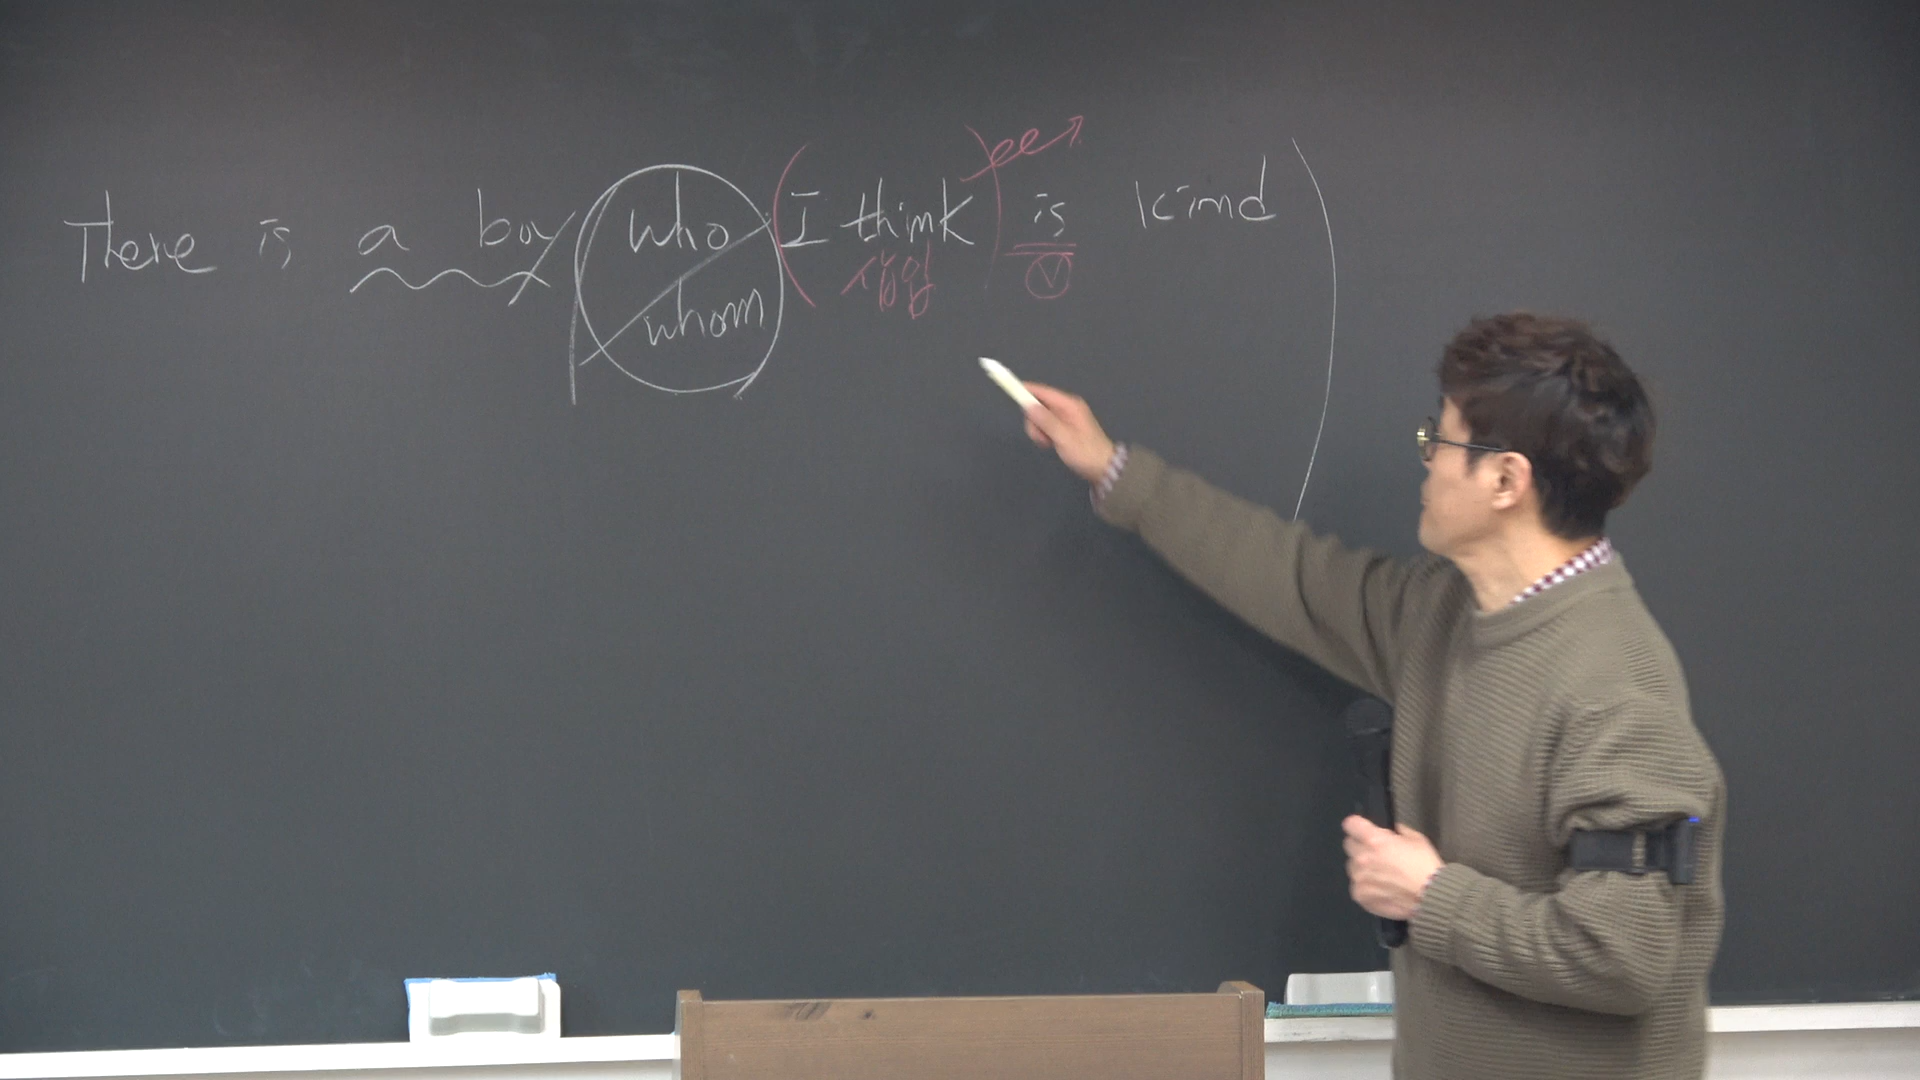 There is a boy who I think is kind
whom 삽입 V